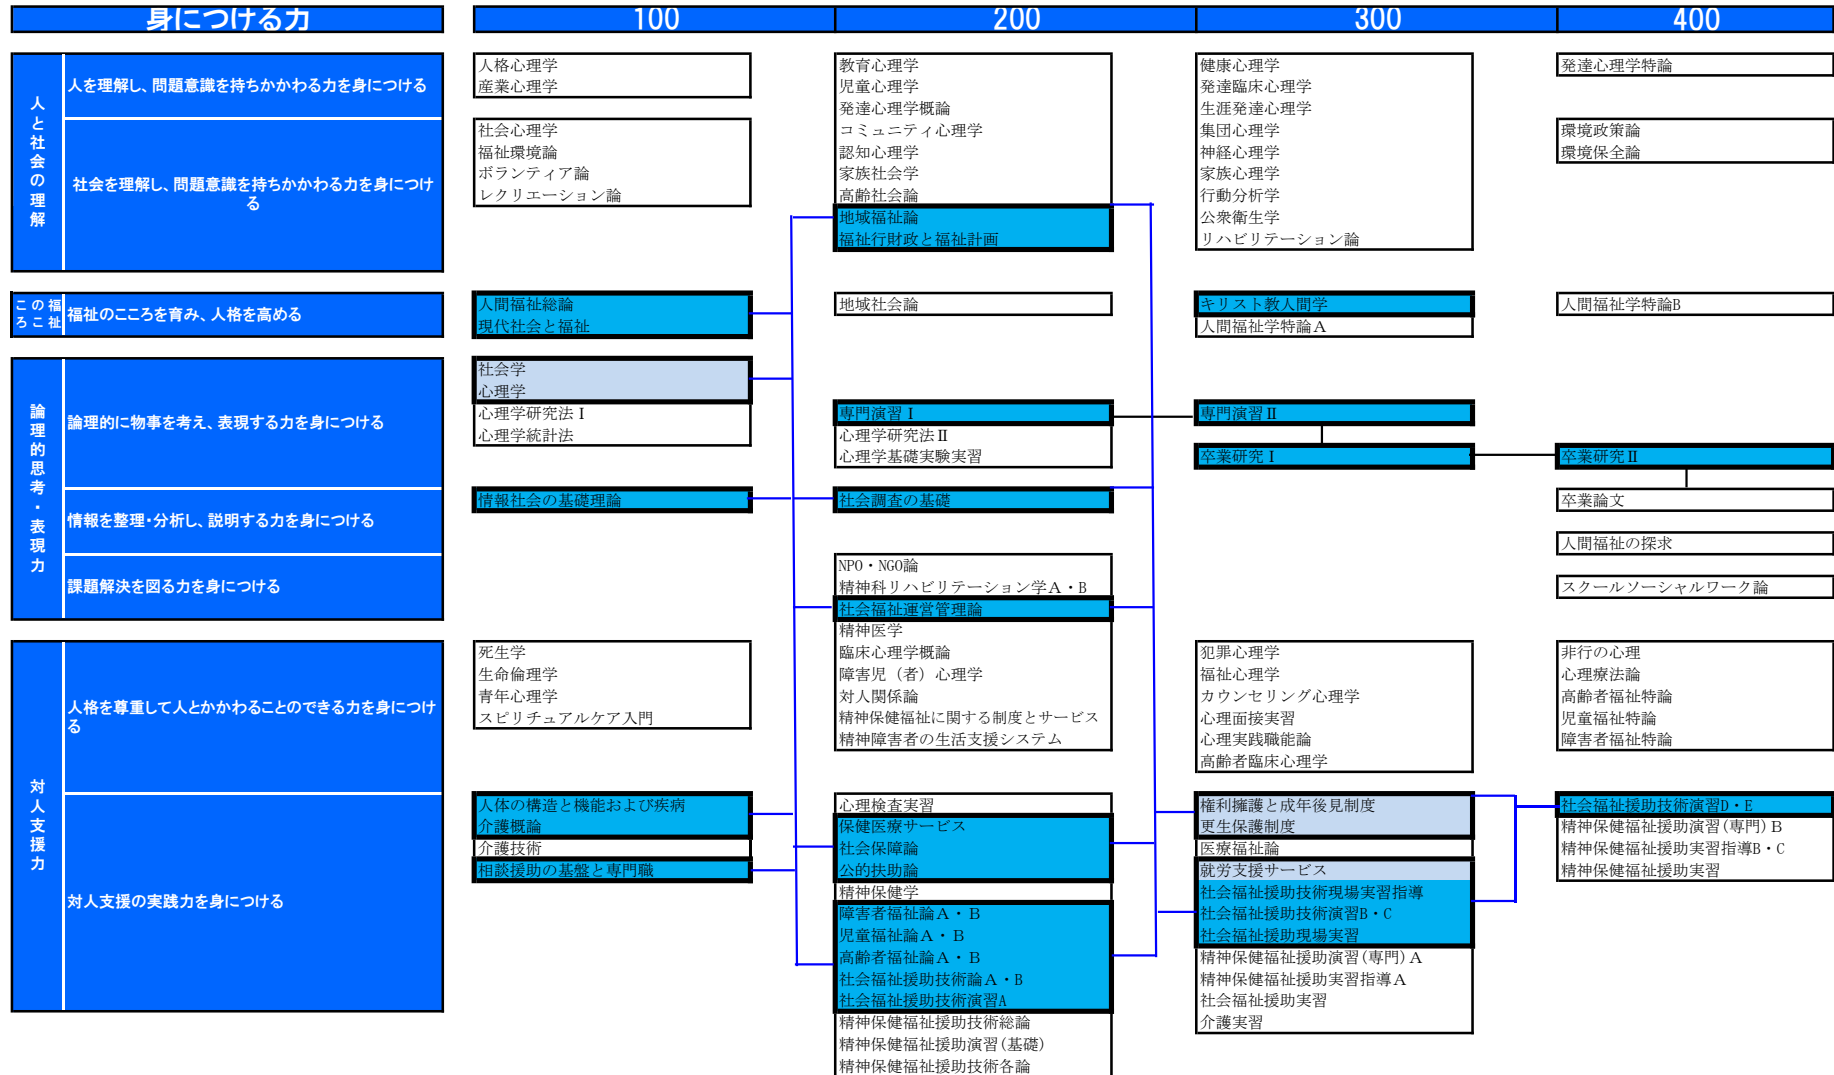 身につける力
100
200
300
400
人と社会の理解
人を理解し、問題意識を持ちかかわる力を身につける
社会を理解し、問題意識を持ちかかわる力を身につけ
る
人格心理学
産業心理学
社会心理学
福祉環境論
ボランティア論
レクリエーション論
教育心理学
児童心理学
発達心理学概論
コミュニティ心理学
認知心理学
家族社会学
高齢社会論
地域福祉論
福祉行財政と福祉計画
健康心理学
発達臨床心理学
生涯発達心理学
集団心理学
神経心理学
家族心理学
行動分析学
公衆衛生学
リハビリテーション論
発達心理学特論
環境政策論
環境保全論
この福
ろこ祉
福祉のこころを育み、人格を高める
人間福祉総論
現代社会と福祉
地域社会論
キリスト教人間学
人間福祉学特論A
人間福祉学特論B
論理的思考・表現力
論理的に物事を考え、表現する力を身につける
情報を整理・分析し、説明する力を身につける
課題解決を図る力を身につける
社会学
心理学
心理学研究法Ⅰ
心理学統計法
情報社会の基礎理論
専門演習Ⅰ
心理学研究法Ⅱ
心理学基礎実験実習
社会調査の基礎
NPO・NGO論
精神科リハビリテーション学A・B
社会福祉運営管理論
精神医学
臨床心理学概論
障害児（者）心理学
対人関係論
精神保健福祉に関する制度とサービス
精神障害者の生活支援システム
専門演習Ⅱ
卒業研究Ⅰ
卒業研究Ⅱ
卒業論文
人間福祉の探求
スクールソーシャルワーク論
対人支援力
人格を尊重して人とかかわることのできる力を身につけ
る
対人支援の実践力を身につける
死生学
生命倫理学
青年心理学
スピリチュアルケア入門
人体の構造と機能および疾病
介護概論
介護技術
相談援助の基盤と専門職
心理検査実習
保健医療サービス
社会保障論
公的扶助論
精神保健学
障害者福祉論A・B
児童福祉論A・B
高齢者福祉論A・B
社会福祉援助技術論A・B
社会福祉援助技術演習A
精神保健福祉援助技術総論
精神保健福祉援助演習(基礎)
精神保健福祉援助技術各論
犯罪心理学
福祉心理学
カウンセリング心理学
心理面接実習
心理実践職能論
高齢者臨床心理学
権利擁護と成年後見制度
更生保護制度
医療福祉論
就労支援サービス
社会福祉援助技術現場実習指導
社会福祉援助技術演習B・C
社会福祉援助現場実習
精神保健福祉援助演習(専門)A
精神保健福祉援助実習指導A
社会福祉援助実習
介護実習
非行の心理
心理療法論
高齢者福祉特論
児童福祉特論
障害者福祉特論
社会福祉援助技術演習D・E
精神保健福祉援助演習(専門)B
精神保健福祉援助実習指導B・C
精神保健福祉援助実習